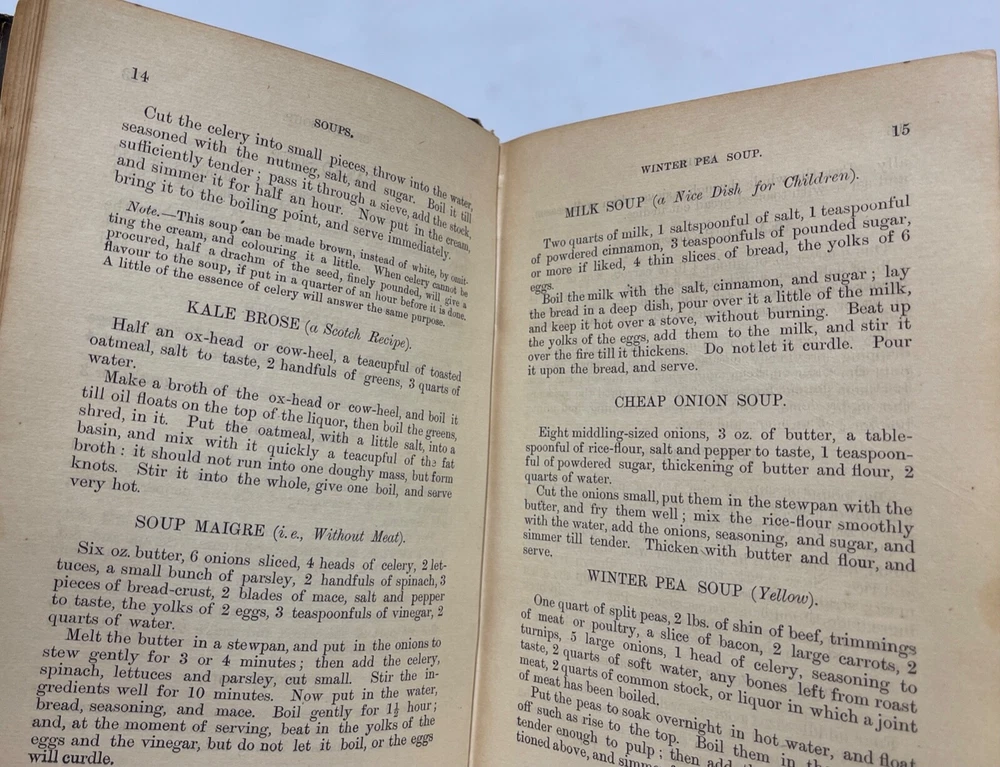 14
SOUPS.
Cut the celery into small pieces, throw into the water,
seasoned with the nutmeg, salt, and sugar. Boil it till
sufficiently tender; pass it through a sieve, add the stock,
and simmer it for half an hour. Now put in the cream,
bring it to the boiling point, and serve immediately.
Note.—This soup can be made brown, instead of white, by omit-
ting the cream, and colouring it a little. When celery cannot be
procured, half a drachm of the seed, finely pounded, will give a
flavour to the soup, if put in a quarter of an hour before it is done.
A little of the essence of celery will answer the same purpose.
KALE BROSE (a Scotch Recipe).
Half an ox-head or cow-heel, a teacupful of toasted
oatmeal, salt to taste, 2 handfuls of greens, 3 quarts of
water.
Make a broth of the ox-head or cow-heel, and boil it
till oil floats on the top of the liquor, then boil the greens,
shred, in it. Put the oatmeal, with a little salt, into a
basin, and mix with it quickly a teacupful of the fat
broth: it should not run into one doughy mass, but form
knots. Stir it into the whole, give one boil, and serve
very hot.
SOUP MAIGRE (i.e., Without Meat).
Six oz. butter, 6 onions sliced, 4 heads of celery, 2 let-
tuces, a small bunch of parsley, 2 handfuls of spinach, 3
pieces of bread-crust, 2 blades of mace, salt and pepper
to taste, the yolks of 2 eggs, 3 teaspoonfuls of vinegar, 2
quarts of water.
Melt the butter in a stewpan, and put in the onions to
stew gently for 3 or 4 minutes; then add the celery,
spinach, lettuces and parsley, cut small. Stir the in-
gredients well for 10 minutes. Now put in the water,
bread, seasoning, and mace. Boil gently for 1½ hour;
and, at the moment of serving, beat in the yolks of the
eggs and the vinegar, but do not let it boil, or the eggs
will curdle.
15
WINTER PEA SOUP.
MILK SOUP (a Nice Dish for Children).
Two quarts of milk, 1 saltspoonful of salt, 1 teaspoonful
of powdered cinnamon, 3 teaspoonfuls of pounded sugar,
or more if liked, 4 thin slices of bread, the yolks of 6
eggs.
Boil the milk with the salt, cinnamon, and sugar; lay
the bread in a deep dish, pour over it a little of the milk,
and keep it hot over a stove, without burning. Beat up
the yolks of the eggs, add them to the milk, and stir it
over the fire till it thickens. Do not let it curdle. Pour
it upon the bread, and serve.
CHEAP ONION SOUP.
Eight middling-sized onions, 3 oz. of butter, a table-
spoonful of rice-flour, salt and pepper to taste, 1 teaspoon-
ful of powdered sugar, thickening of butter and flour, 2
quarts of water.
Cut the onions small, put them in the stewpan with the
butter, and fry them well; mix the rice-flour smoothly
with the water, add the onions, seasoning, and sugar, and
simmer till tender. Thicken with butter and flour, and
serve.
WINTER PEA SOUP (Yellow).
One quart of split peas, 2 lbs. of shin of beef, trimmings
of meat or poultry, a slice of bacon, 2 large carrots, 2
turnips, 5 large onions, 1 head of celery, seasoning to
taste, 2 quarts of soft water, any bones left from roast
meat, 2 quarts of common stock, or liquor in which a joint
of meat has been boiled.
Put the peas to soak overnight in hot water, and float
off such as rise to the top. Boil them in the
tender enough to pulp; then add
tioned above, and